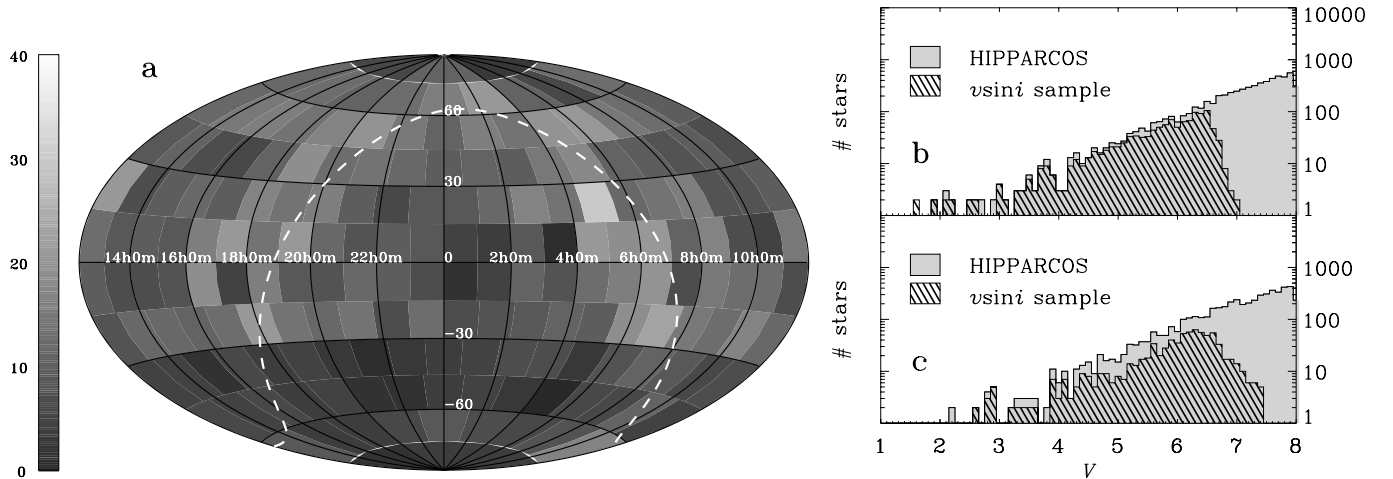 40
30
20
10
0
a
60
30
14h0m 16h0m 18h0m 20h0m 22h0m 0 2h0m 4h0m 6h0m 8h0m 10h0m
−30
−60
HIPPARCOS
vsini sample
b
# stars
10000
1000
100
10
1
HIPPARCOS
vsini sample
c
# stars
1000
100
10
1
1 2 3 4 5 6 7 8
V